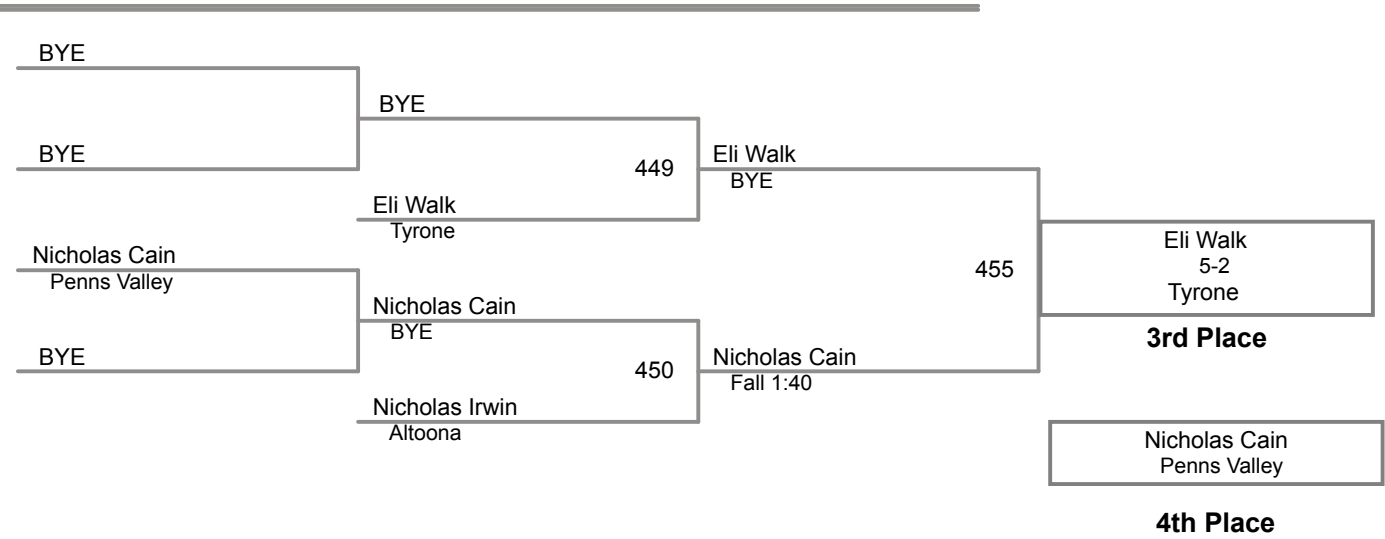 BYE
BYE
BYE
449
Eli Walk
BYE
Eli Walk
Tyrone
Nicholas Cain
Penns Valley
455
Eli Walk
5-2
Tyrone
3rd Place
Nicholas Cain
BYE
BYE
450
Nicholas Cain
Fall 1:40
Nicholas Irwin
Altoona
Nicholas Cain
Penns Valley
4th Place